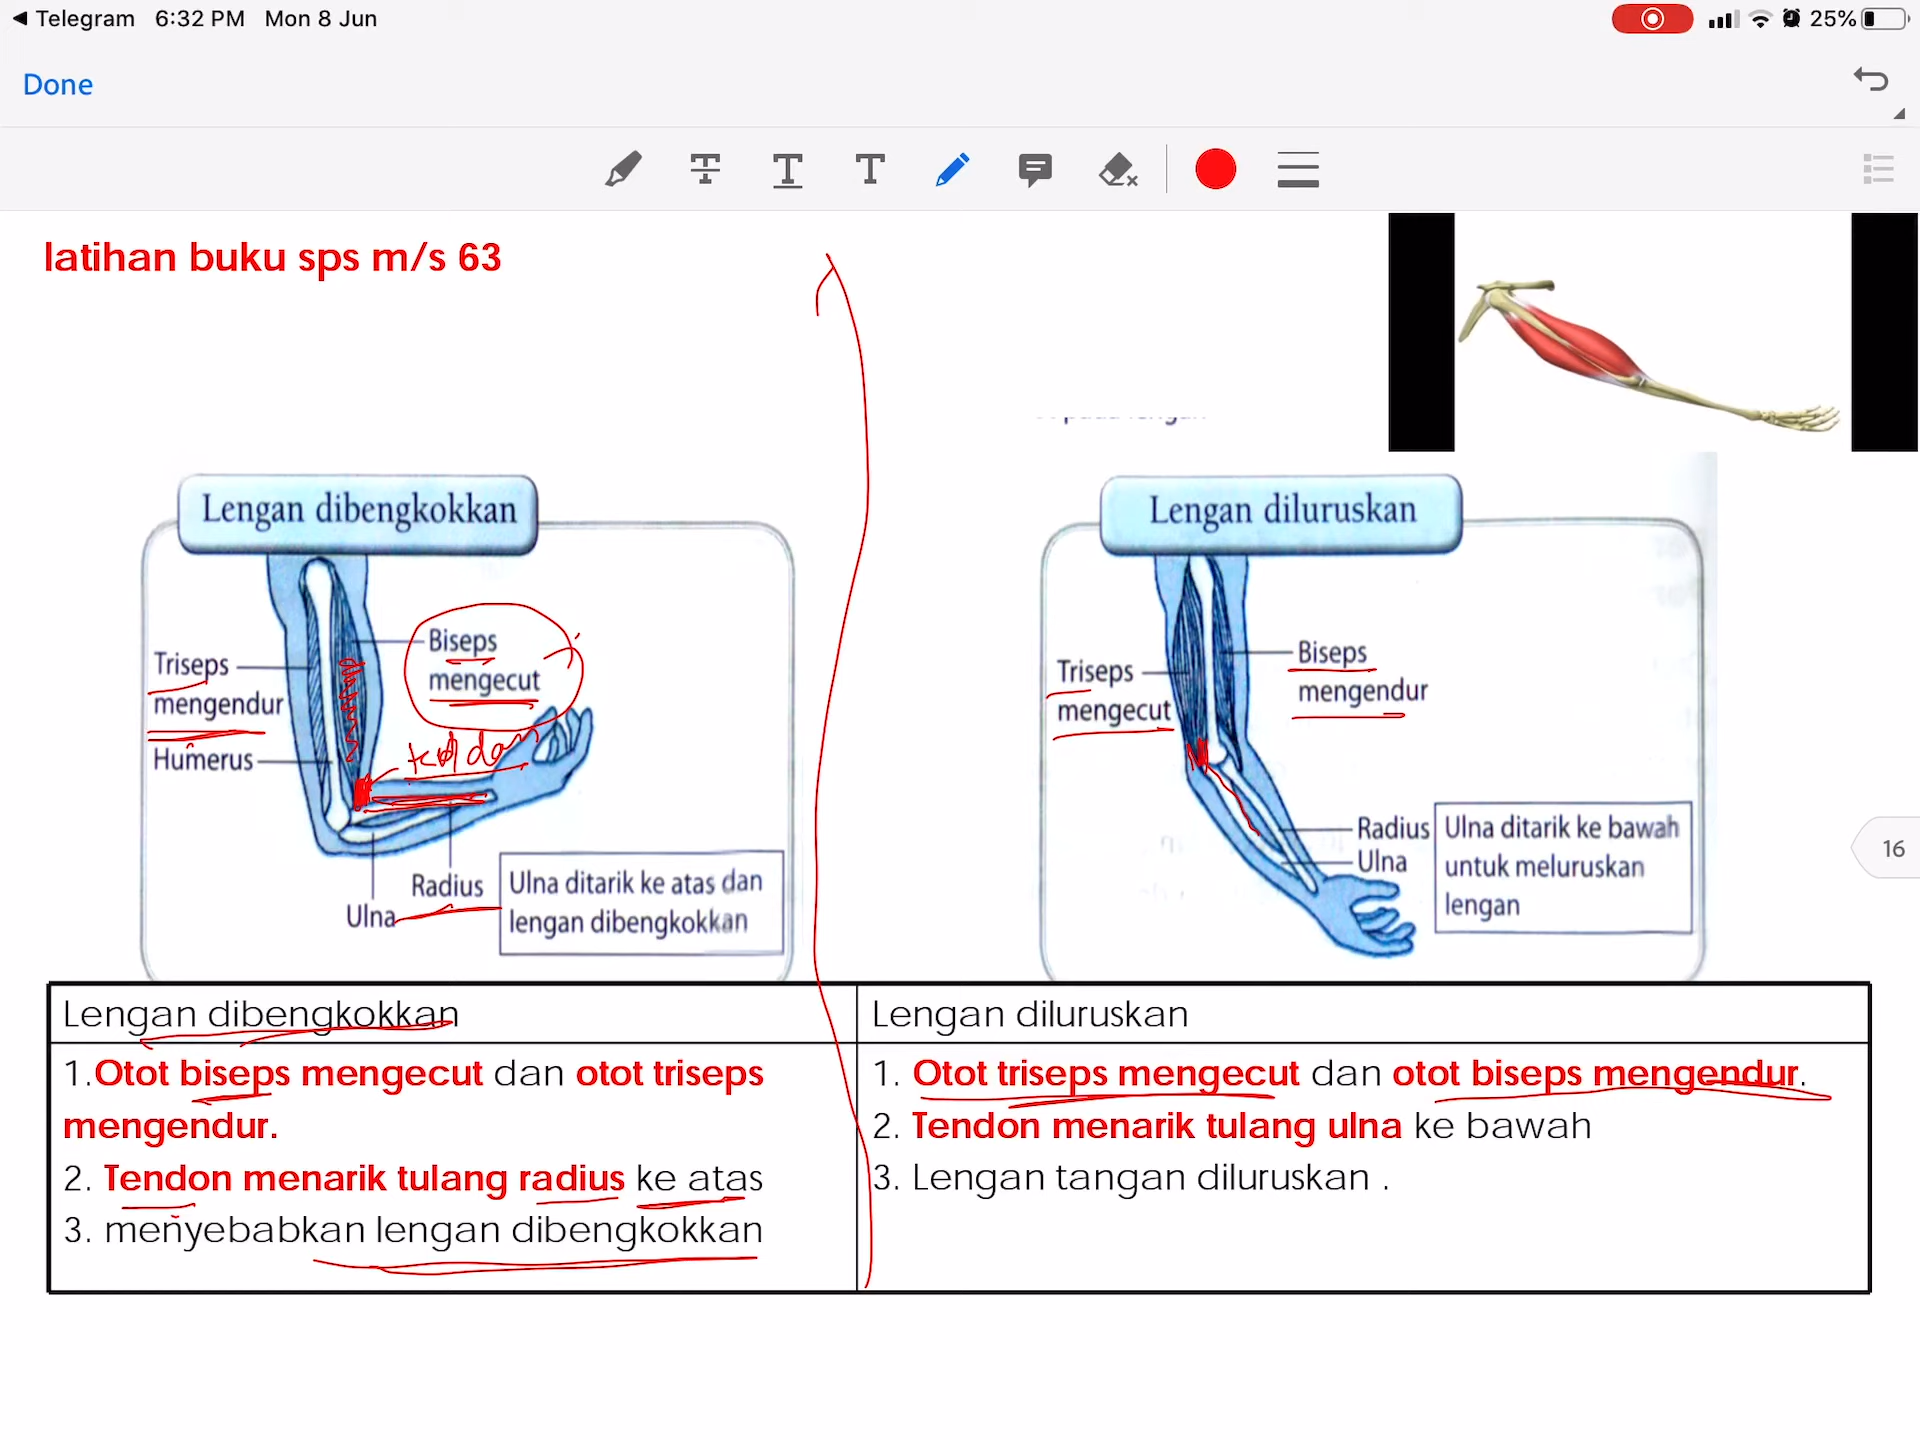 Telegram 6:32 PM Mon 8 Jun
25%
Done
latihan buku sps m/s 63
Lengan dibengkokkan
Triseps
mengendur
Humerus
Biseps
mengecut
Radius
Ulna
Ulna ditarik ke atas dan
lengan dibengkokkan
Lengan diluruskan
Triseps
mengecut
Biseps
mengendur
Radius
Ulna
Ulna ditarik ke bawah
untuk meluruskan
lengan
16
Lengan dibengkokkan
1.Otot biseps mengecut dan otot triseps
mengendur.
2. Tendon menarik tulang radius ke atas
3. menyebabkan lengan dibengkokkan
Lengan diluruskan
1. Otot triseps mengecut dan otot biseps mengendur.
2. Tendon menarik tulang ulna ke bawah
3. Lengan tangan diluruskan .